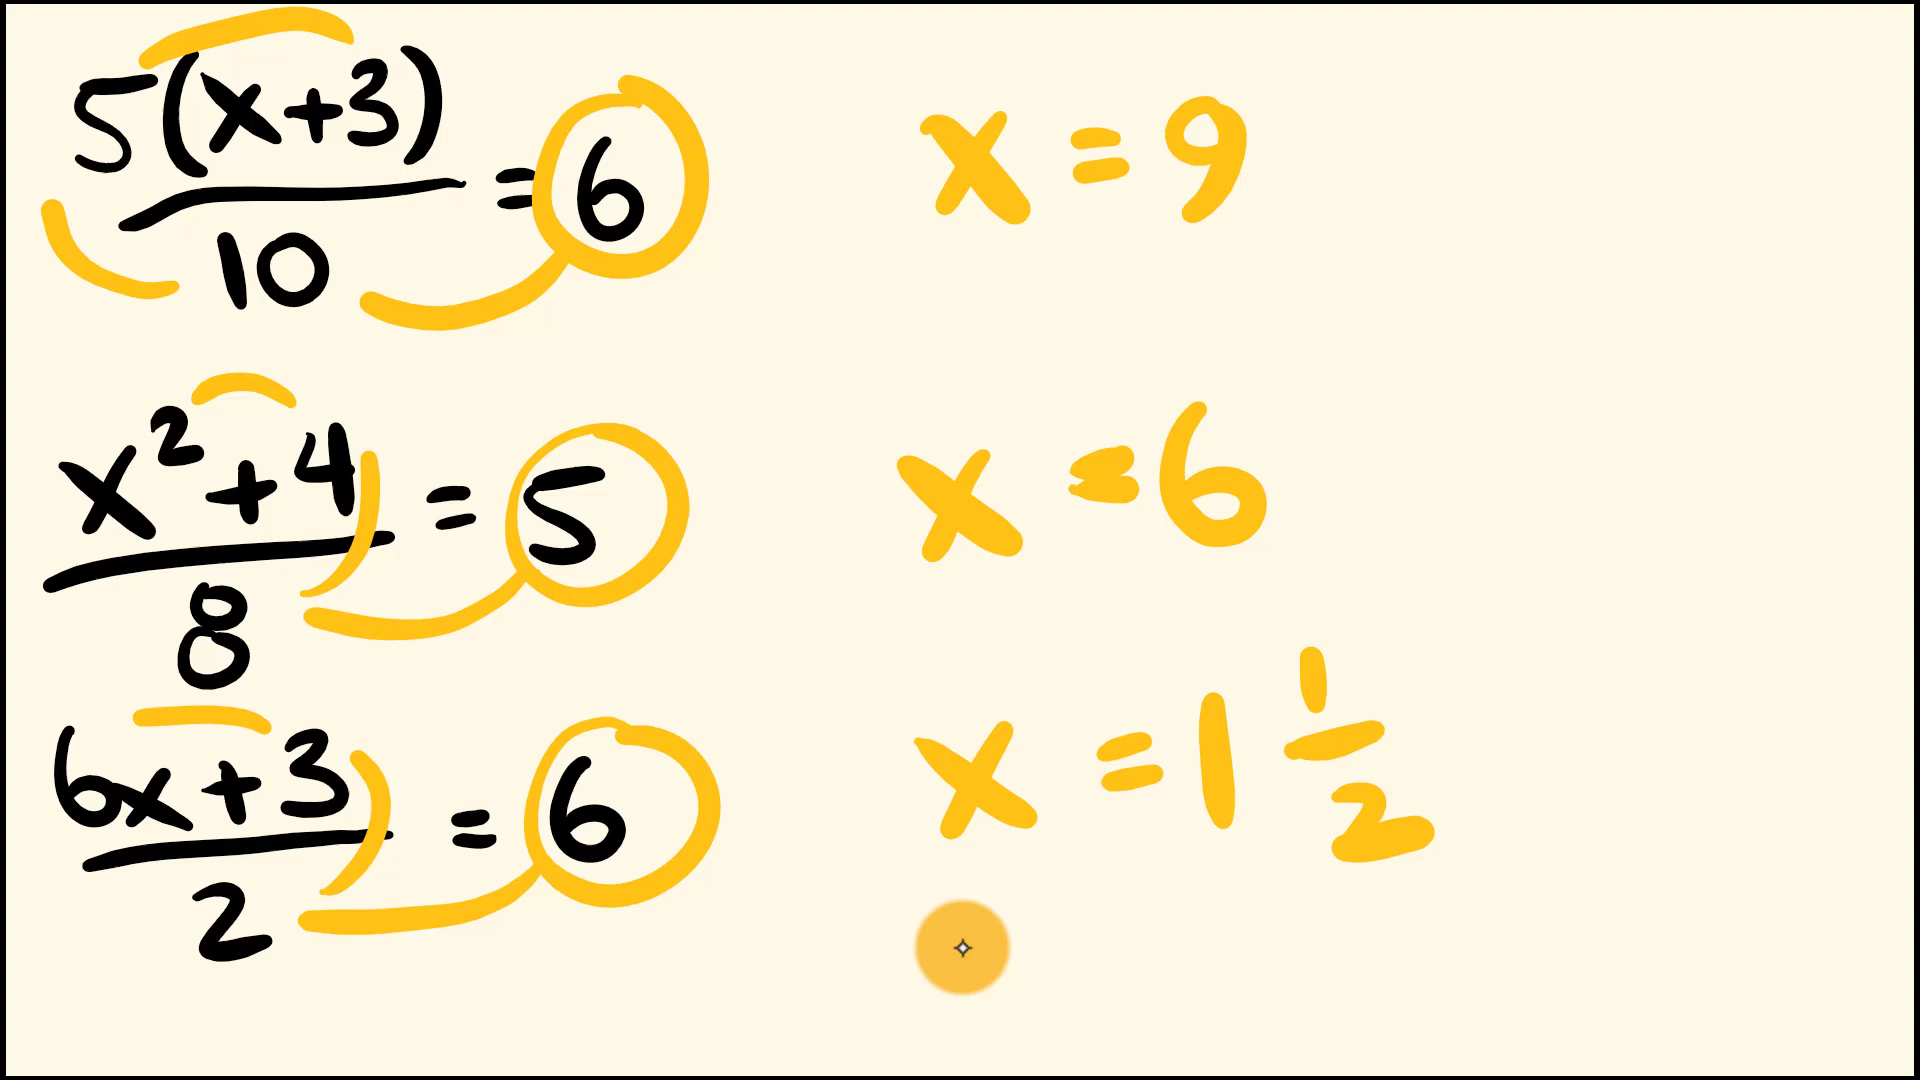 5(x+3)/10 = 6 x = 9
x²+4/8 = 5 x = 6
6x+3/2 = 6 x = 1 1/2